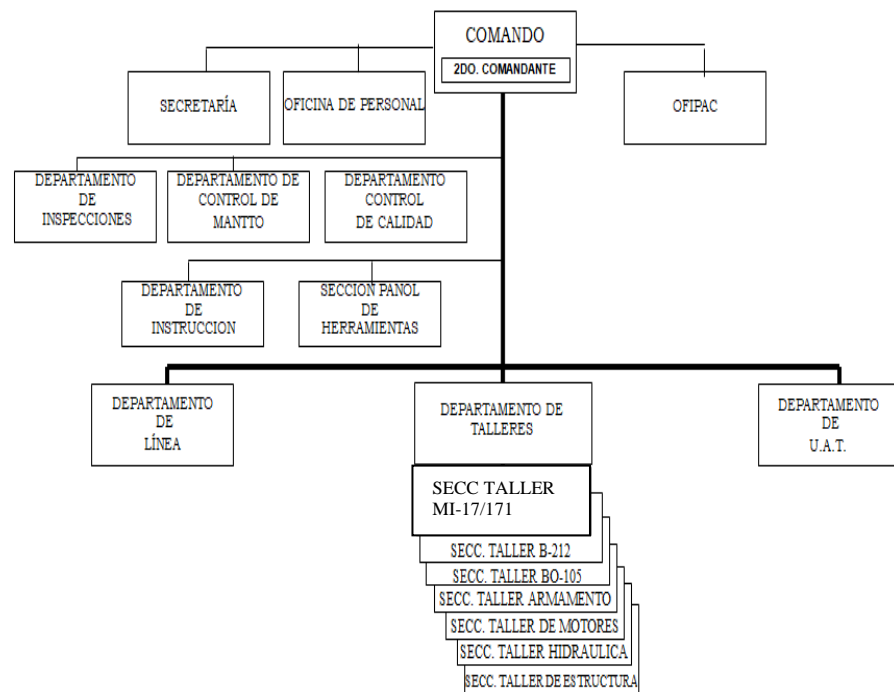 COMANDO
2DO. COMANDANTE
SECRETARÍA
OFICINA DE PERSONAL
OFIPAC
DEPARTAMENTO
DE
INSPECCIONES
DEPARTAMENTO DE
CONTROL DE
MANTTO
DEPARTAMENTO
CONTROL
DE CALIDAD
DEPARTAMENTO
DE
INSTRUCCION
SECCION PANOL
DE
HERRAMIENTAS
DEPARTAMENTO
DE
LÍNEA
DEPARTAMENTO DE
TALLERES
DEPARTAMENTO
DE
U.A.T.
SECC TALLER
MI-17/171
SECC. TALLER B-212
SECC. TALLER BO-105
SECC. TALLER ARMAMENTO
SECC. TALLER DE MOTORES
SECC. TALLER HIDRAULICA
SECC. TALLER DE ESTRUCTURA